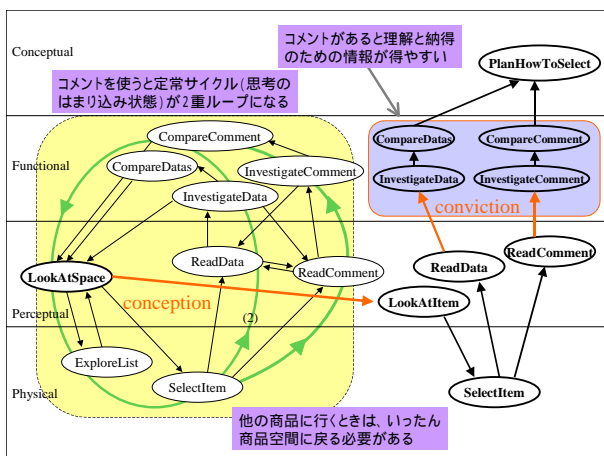 Conceptual
コメントがあると理解と納得
のための情報が得やすい
PlanHowToSelect
コメントを使うと定常サイクル(思考の
はまり込み状態)が2重ループになる
Functional
CompareComment
CompareDatas
InvestigateComment
InvestigateData
CompareDatas
CompareComment
InvestigateData
InvestigateComment
conviction
LookAtSpace
ReadData
ReadComment
conception
(2)
ReadComment
ReadData
LookAtItem
Perceptual
ExploreList
SelectItem
SelectItem
Physical
他の商品に行くときは、いったん
商品空間に戻る必要がある